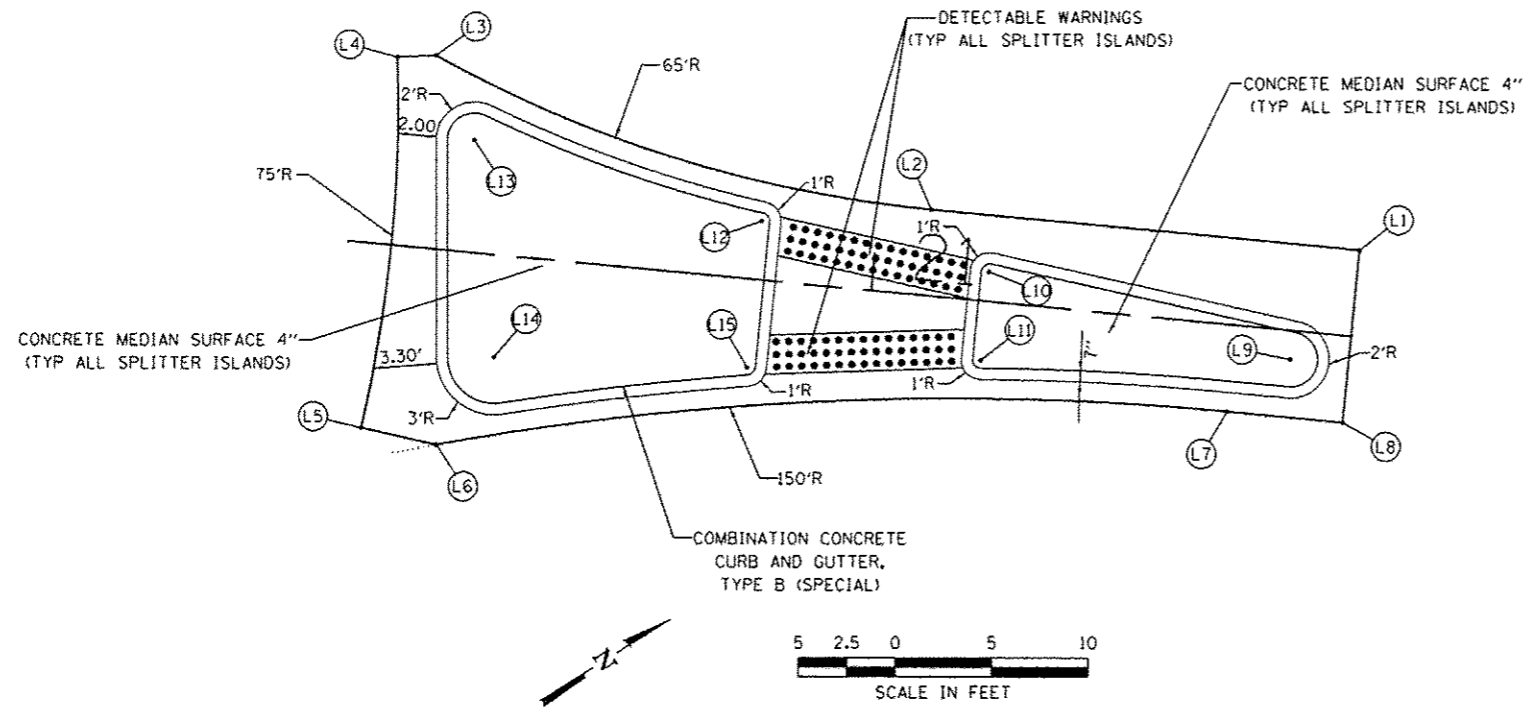 DETECTABLE WARNINGS
(TYP ALL SPLITTER ISLANDS)
L3
L4
65'R
CONCRETE MEDIAN SURFACE 4"
(TYP ALL SPLITTER ISLANDS)
2'R
2.00
L13
L2
75'R
1'R
L12
1'R
L1
L10
CONCRETE MEDIAN SURFACE 4"
(TYP ALL SPLITTER ISLANDS)
L14
L15
L11
7"
L9
2'R
3.30'
1'R
1'R
L5
3'R
L6
150'R
L7
L8
COMBINATION CONCRETE
CURB AND GUTTER,
TYPE B (SPECIAL)
N
5 2.5 0 5 10
SCALE IN FEET